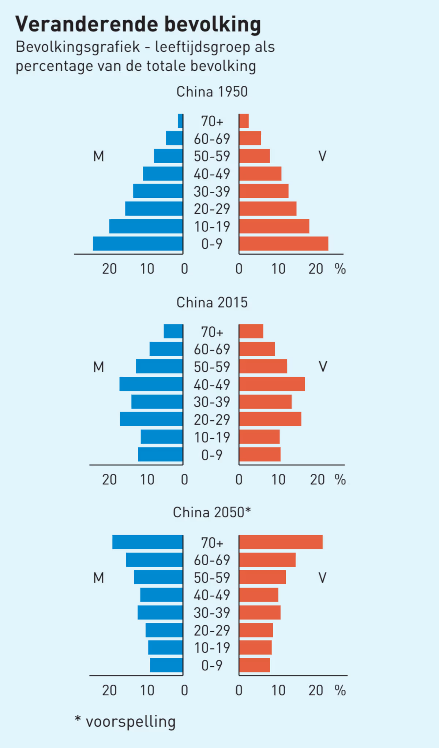 Veranderende bevolking
Bevolkingsgrafiek - leeftijdsgroep als
percentage van de totale bevolking
China 1950
70+
60-69
M 50-59 V
40-49
30-39
20-29
10-19
0-9
20 10 0 0 10 20 %
China 2015
70+
60-69
M 50-59 V
40-49
30-39
20-29
10-19
0-9
20 10 0 0 10 20 %
China 2050*
70+
60-69
M 50-59 V
40-49
30-39
20-29
10-19
0-9
20 10 0 0 10 20 %
* voorspelling